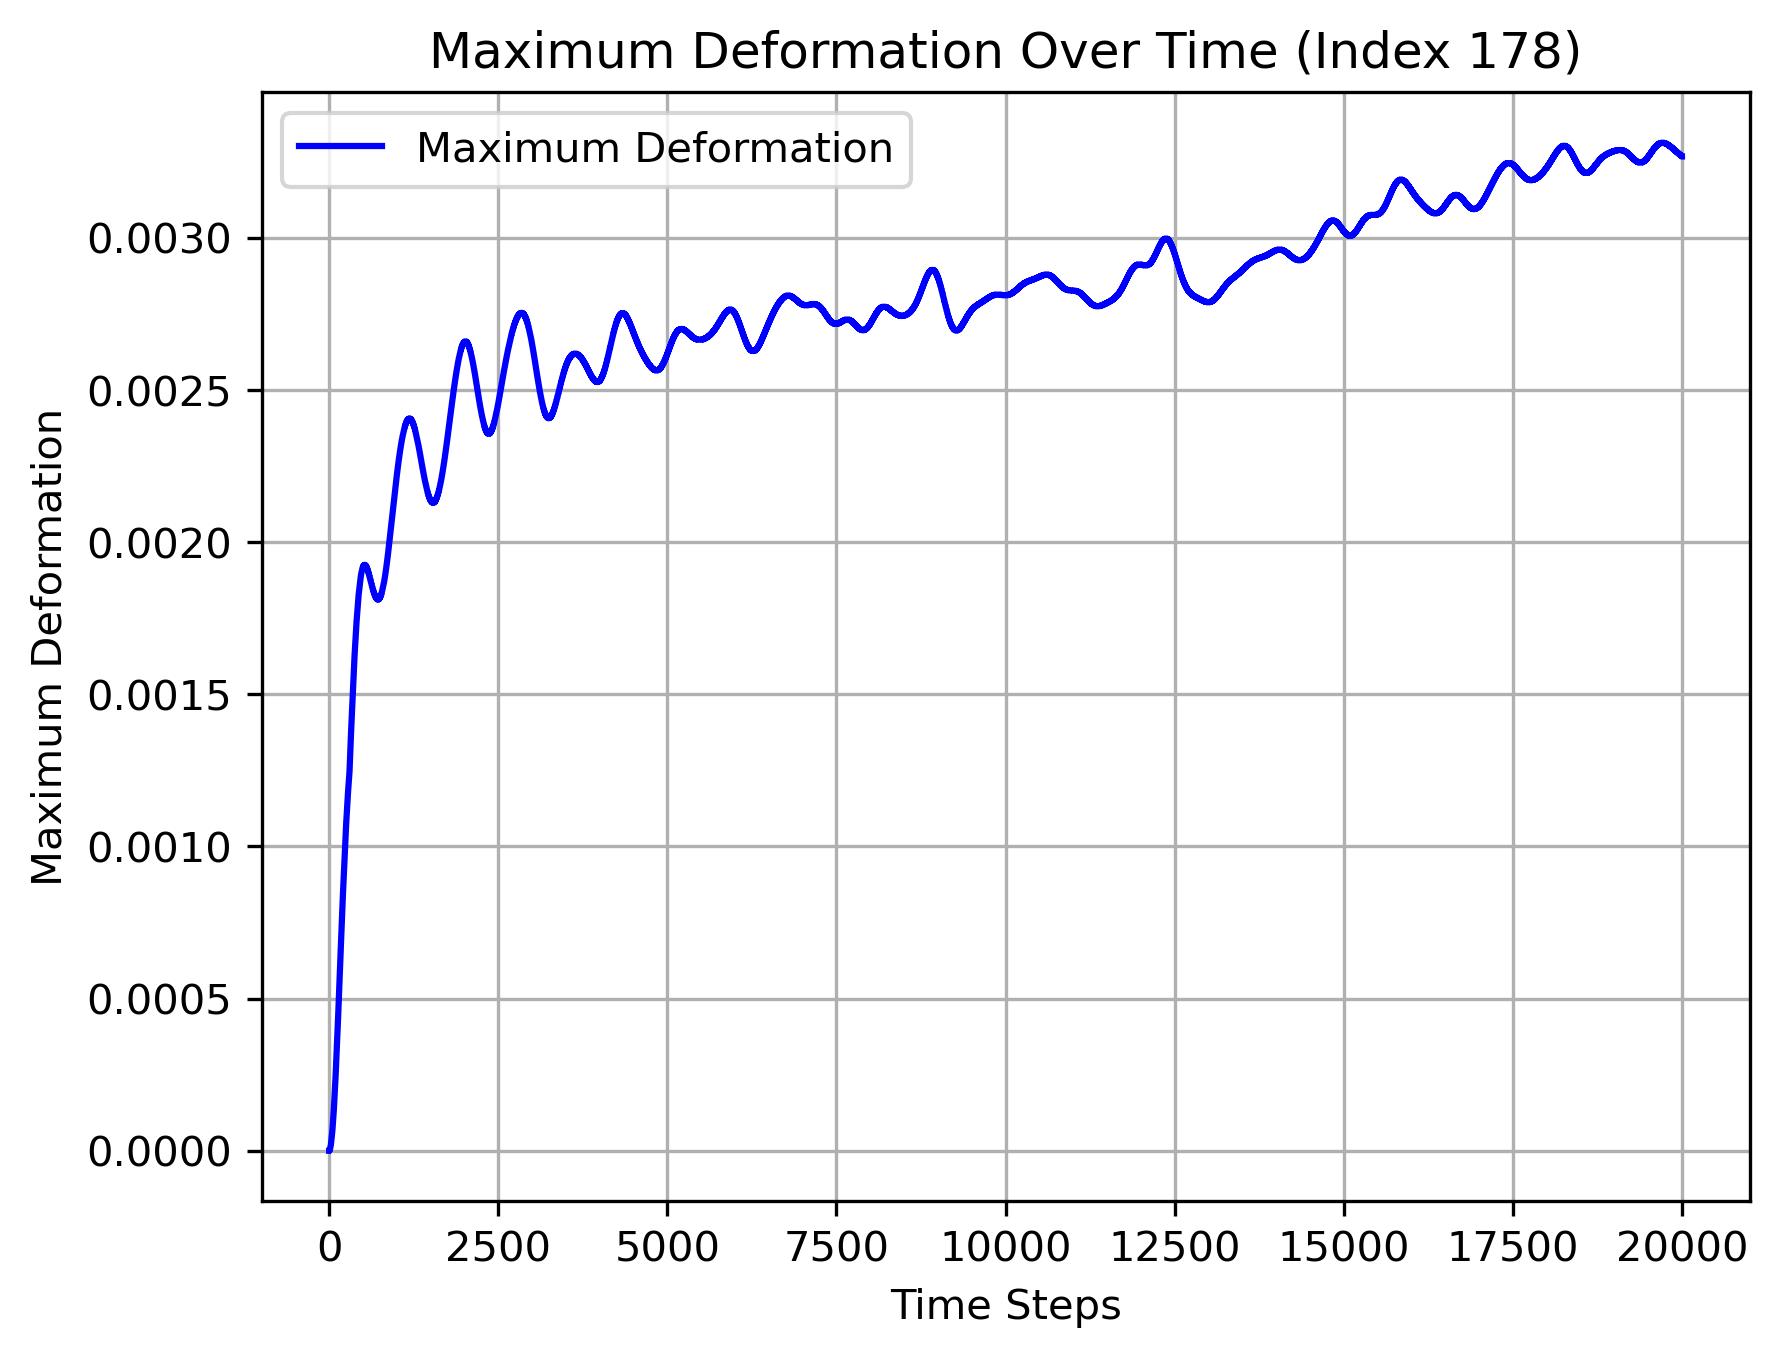 Maximum Deformation Over Time (Index 178)
Maximum Deformation
Maximum Deformation
0.0030
0.0025
0.0020
0.0015
0.0010
0.0005
0.0000
0 2500 5000 7500 10000 12500 15000 17500 20000
Time Steps